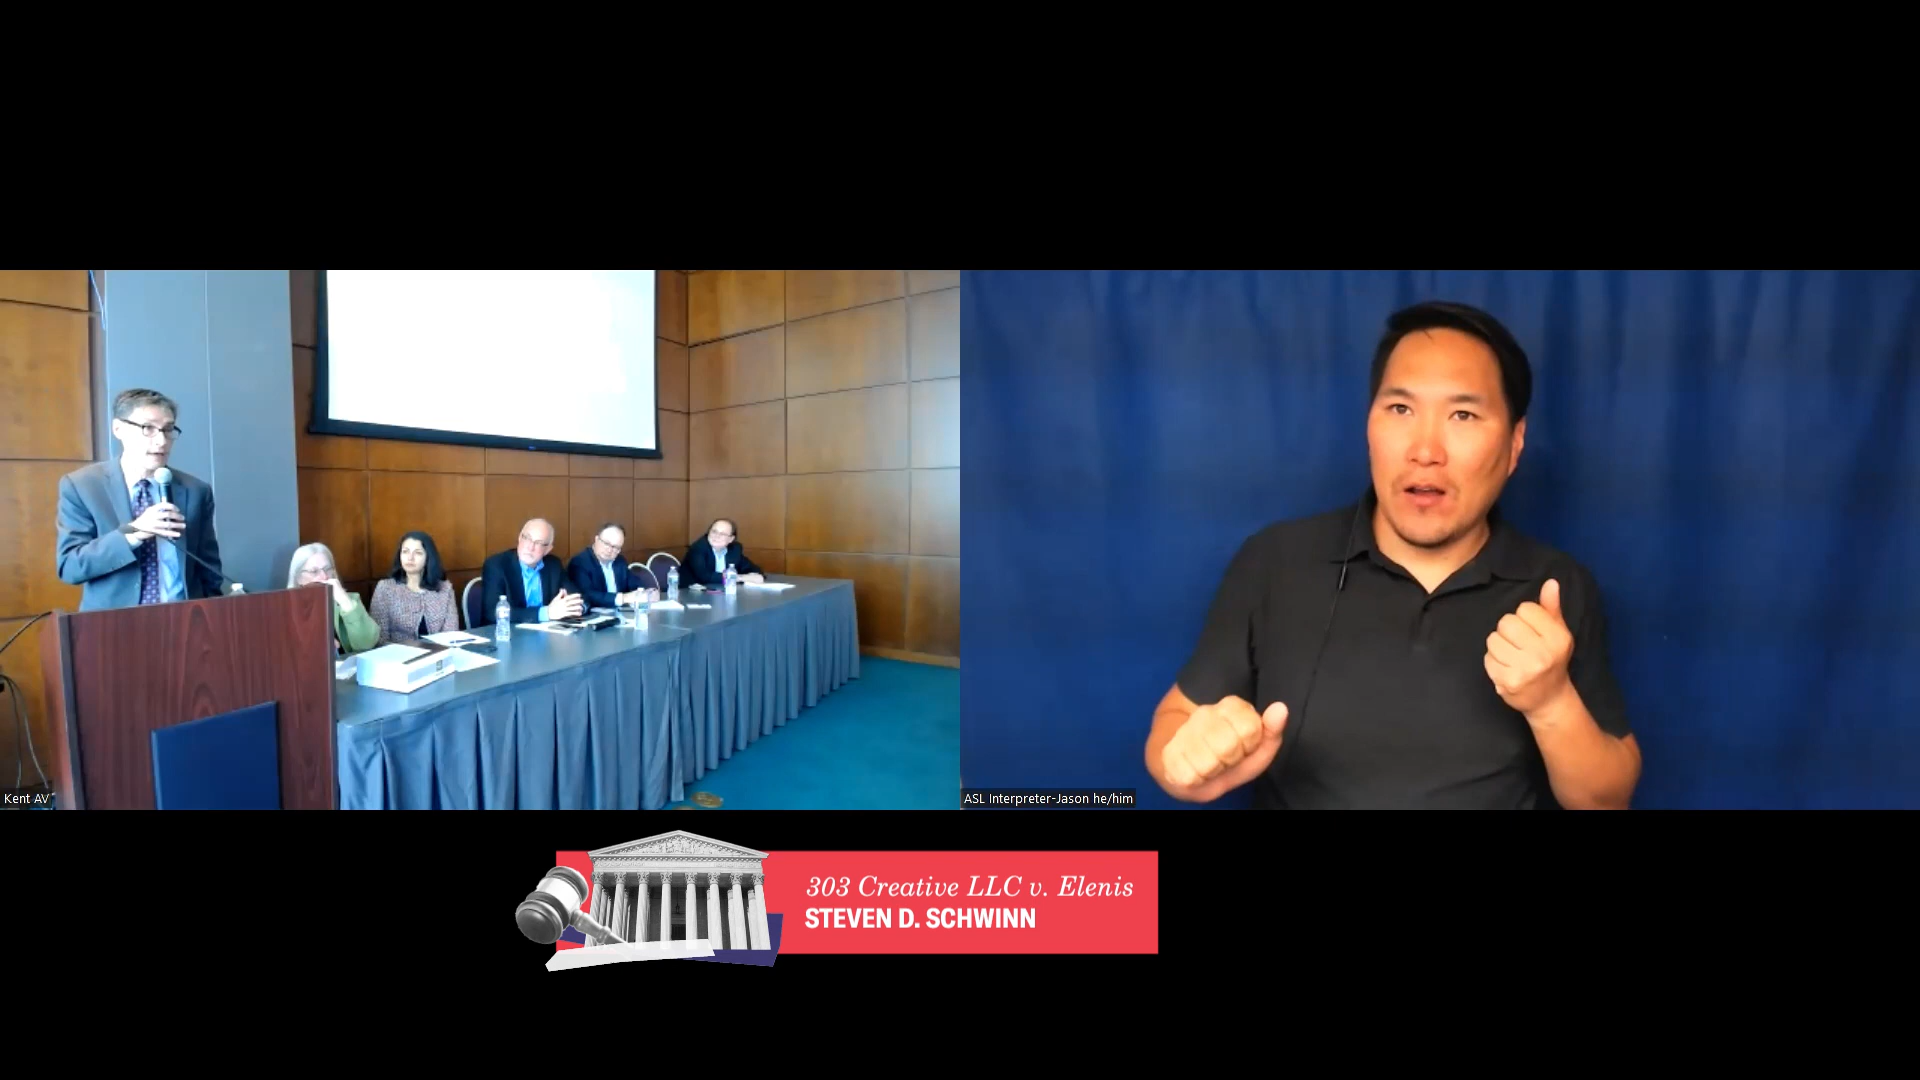 Kent AV
ASL Interpreter-Jason he/him
303 Creative LLC v. Elenis
STEVEN D. SCHWINN